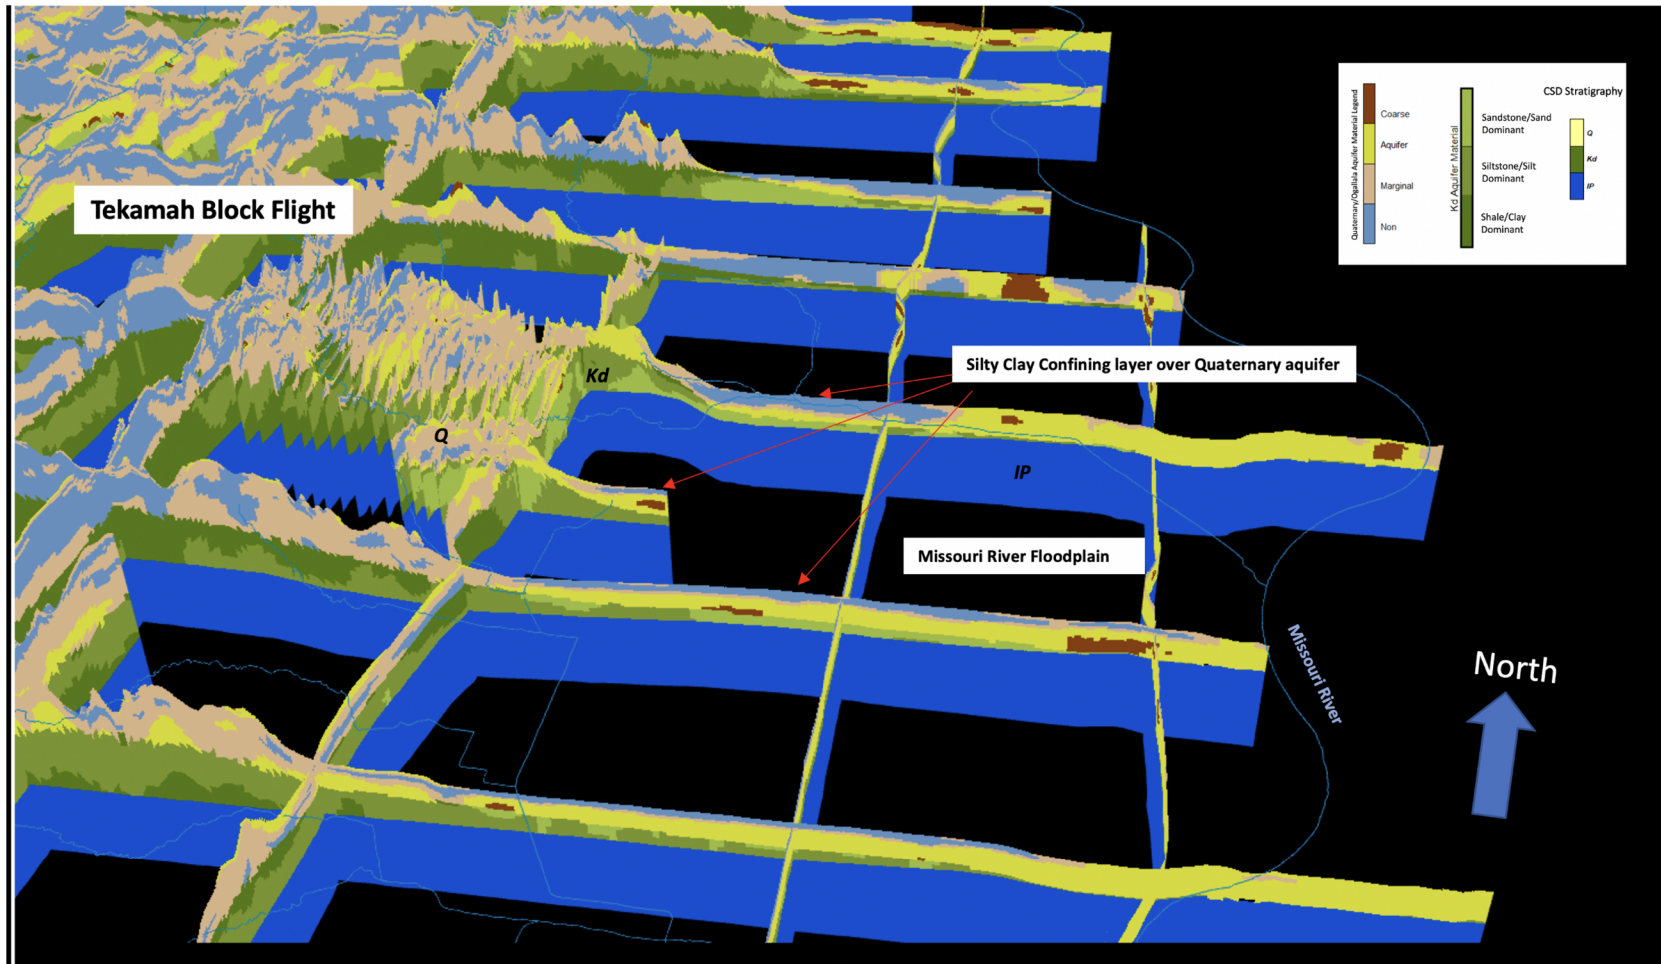 Tekamah Block Flight
Quaternary/Ogallala Aquifer Material Legend
Coarse
Aquifer
Marginal
Non
Kd Aquifer Material
Sandstone/Sand
Dominant
Siltstone/Silt
Dominant
Shale/Clay
Dominant
CSD Stratigraphy
Q
Kd
IP
Silty Clay Confining layer over Quaternary aquifer
Kd
Q
IP
Missouri River Floodplain
Missouri River
North